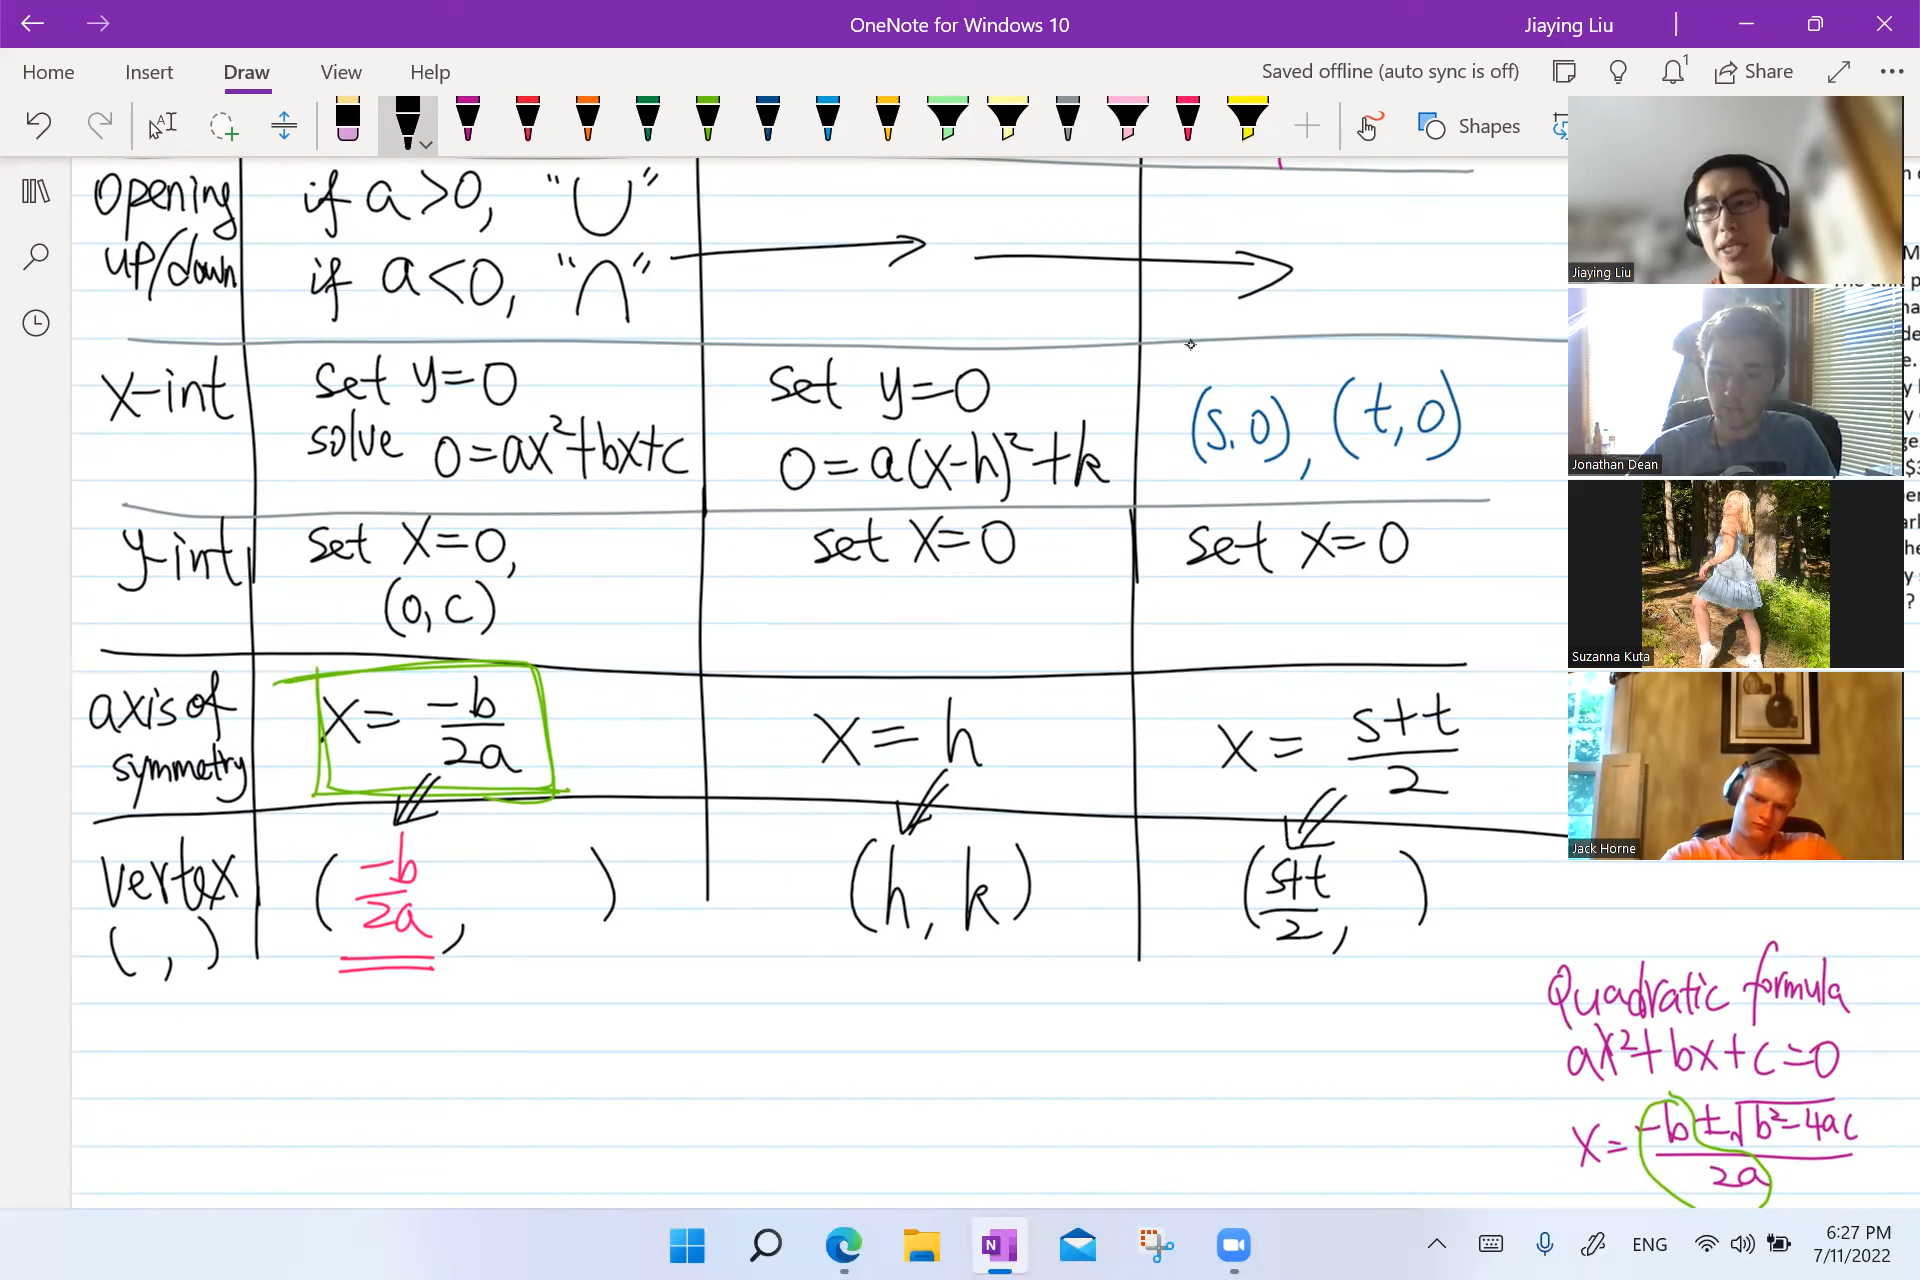 OneNote for Windows 10
Jiaying Liu
Home Insert Draw View Help
Saved offline (auto sync is off)
1
Share
Shapes
opening
up/down
if a>0, "∪"
if a<0, "∩"
x-int
set y=0
solve 0=ax²+bx+c
set y=0
0=a(x-h)²+k
(s,0), (t,0)
y-int
set x=0,
(0,c)
set x=0
set x=0
axis of
symmetry
x= -b/2a
x=h
x= s+t/2
vertex
( , )
( -b/2a, )
(h, k)
( s+t/2, )
Quadratic formula
ax²+bx+c=0
x= -b±√b²-4ac/2a
Jiaying Liu
Jonathan Dean
Suzanna Kuta
Jack Horne
ENG
6:27 PM
7/11/2022